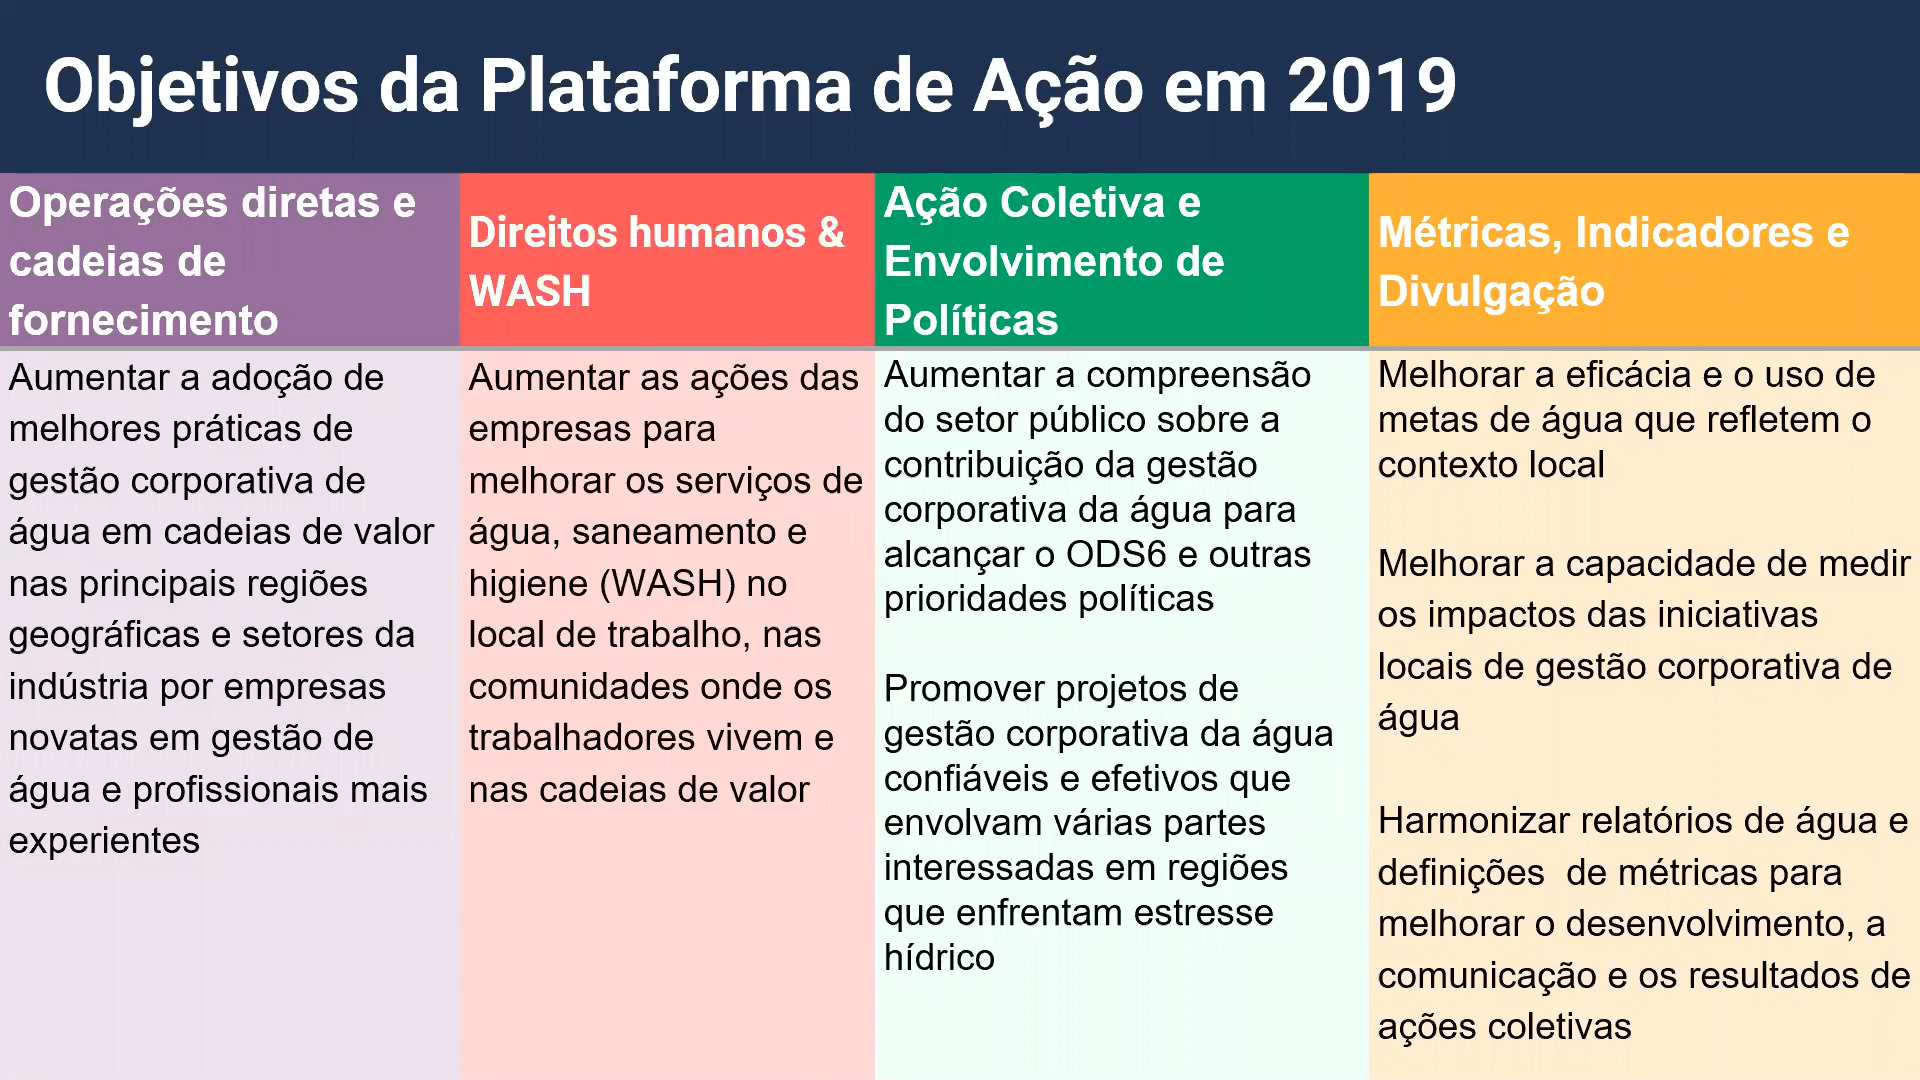 Objetivos da Plataforma de Ação em 2019
Operações diretas e
cadeias de
fornecimento
Direitos humanos &
WASH
Ação Coletiva e
Envolvimento de
Políticas
Métricas, Indicadores e
Divulgação
Aumentar a adoção de
melhores práticas de
gestão corporativa de
água em cadeias de valor
nas principais regiões
geográficas e setores da
indústria por empresas
novatas em gestão de
água e profissionais mais
experientes
Aumentar as ações das
empresas para
melhorar os serviços de
água, saneamento e
higiene (WASH) no
local de trabalho, nas
comunidades onde os
trabalhadores vivem e
nas cadeias de valor
Aumentar a compreensão
do setor público sobre a
contribuição da gestão
corporativa da água para
alcançar o ODS6 e outras
prioridades políticas
Promover projetos de
gestão corporativa da água
confiáveis e efetivos que
envolvam várias partes
interessadas em regiões
que enfrentam estresse
hídrico
Melhorar a eficácia e o uso de
metas de água que refletem o
contexto local
Melhorar a capacidade de medir
os impactos das iniciativas
locais de gestão corporativa de
água
Harmonizar relatórios de água e
definições  de métricas para
melhorar o desenvolvimento, a
comunicação e os resultados de
ações coletivas